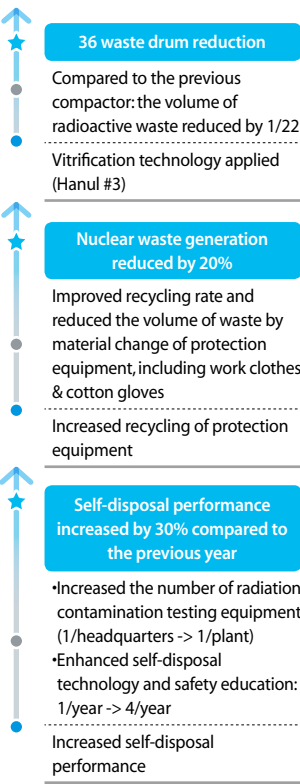 36 waste drum reduction
Compared to the previous
compactor: the volume of
radioactive waste reduced by 1/22
Vitrification technology applied
(Hanul #3)
Nuclear waste generation
reduced by 20%
Improved recycling rate and
reduced the volume of waste by
material change of protection
equipment, including work clothes
& cotton gloves
Increased recycling of protection
equipment
Self-disposal performance
increased by 30% compared to
the previous year
•Increased the number of radiation
contamination testing equipment
(1/headquarters -> 1/plant)
•Enhanced self-disposal
technology and safety education:
1/year -> 4/year
Increased self-disposal
performance